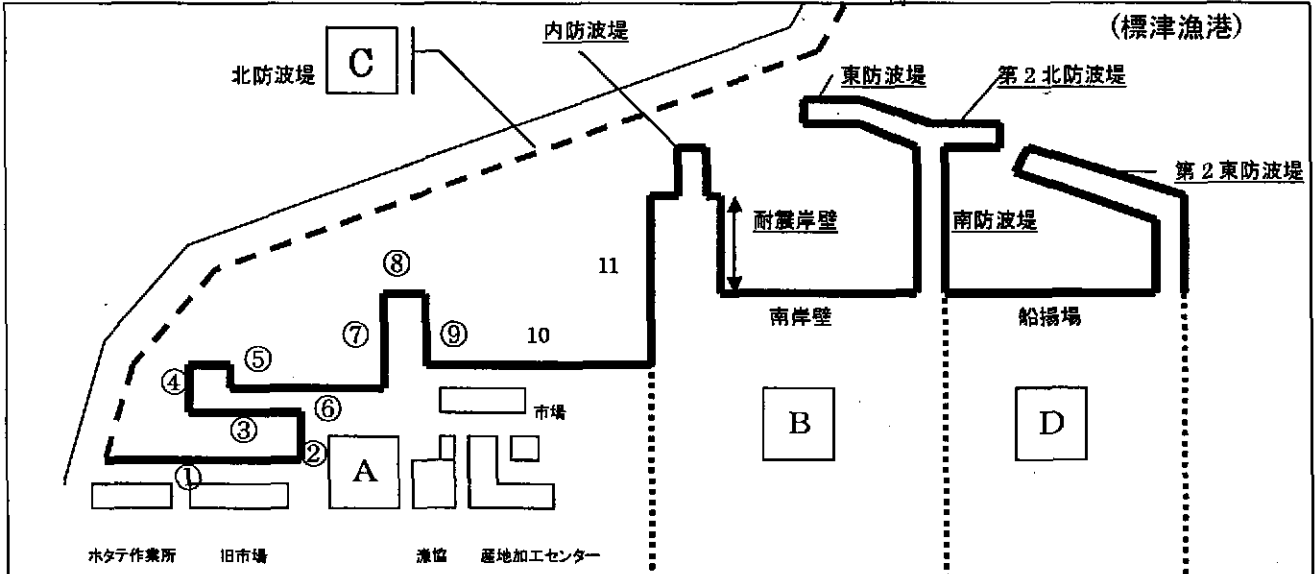 (標津漁港)
内防波堤
北防波堤
C
東防波堤
第2北防波堤
第2東防波堤
耐震岸壁
南防波堤
⑧
11
南岸壁
船揚場
⑦
⑨
10
⑤
④
⑥
市場
③
B
D
②
A
①
ホタテ作業所
旧市場
漁協
産地加工センター